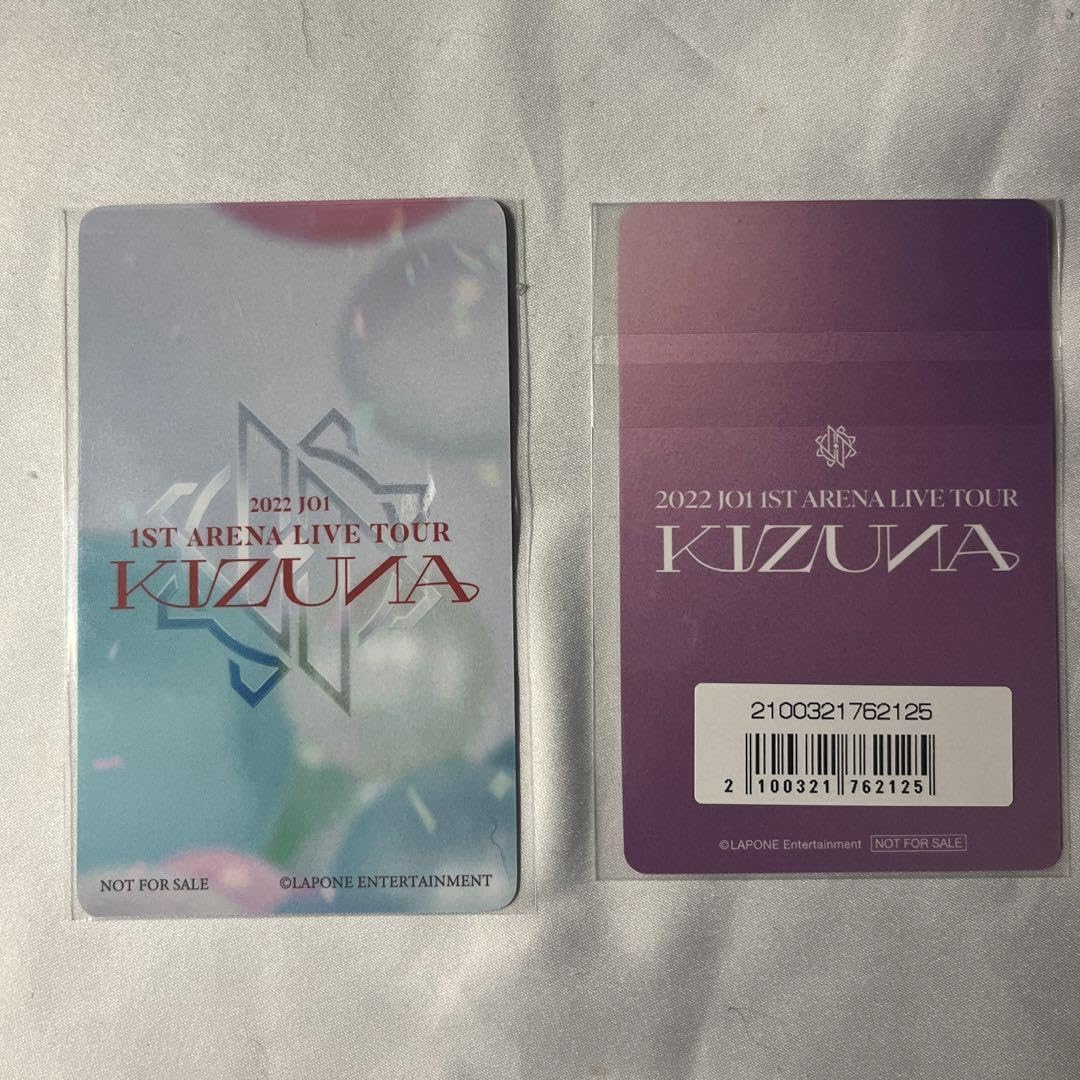 2022 JO1
1ST ARENA LIVE TOUR
KIZUNA
NOT FOR SALE
©LAPONE ENTERTAINMENT
2022 JO1 1ST ARENA LIVE TOUR
KIZUNA
2100321762125
2 100321 762125
©LAPONE Entertainment NOT FOR SALE